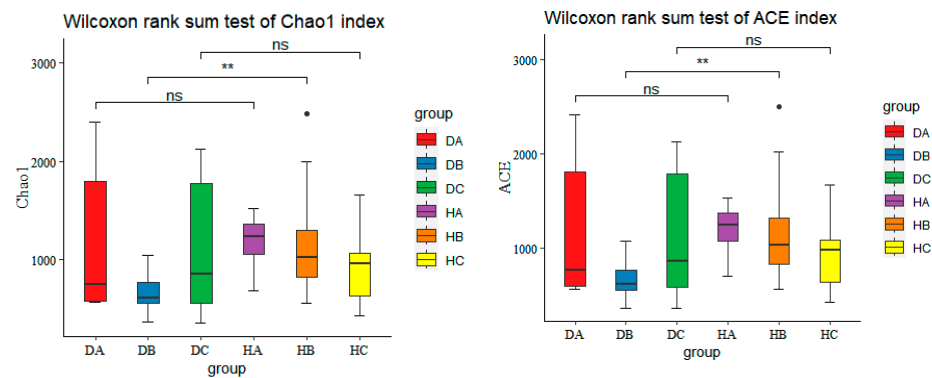 Wilcoxon rank sum test of Chao1 index
ns
**
ns
3000
2000
1000
Chao1
DA DB DC HA HB HC
group
group
DA
DB
DC
HA
HB
HC
Wilcoxon rank sum test of ACE index
ns
**
ns
3000
2000
1000
ACE
DA DB DC HA HB HC
group
group
DA
DB
DC
HA
HB
HC